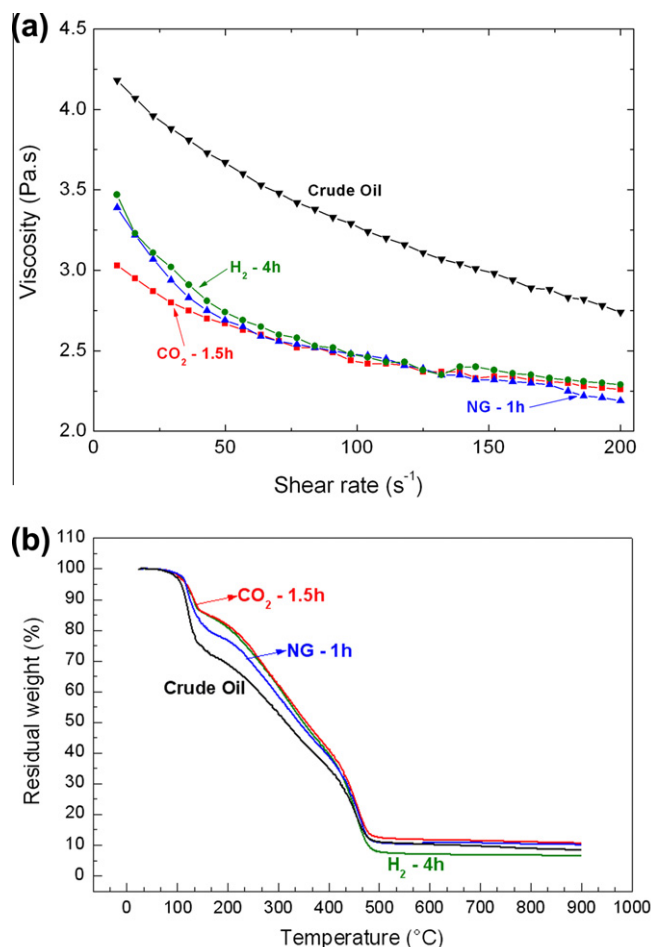 (a)
4.5
4.0
3.5
3.0
2.5
2.0
Viscosity (Pa.s)
Crude Oil
H₂ - 4h
CO₂ - 1.5h
NG - 1h
0 50 100 150 200
Shear rate (s⁻¹)
(b)
110
100
90
80
70
60
50
40
30
20
10
0
Residual weight (%)
CO₂ - 1.5h
NG - 1h
Crude Oil
H₂ - 4h
0 100 200 300 400 500 600 700 800 900 1000
Temperature (°C)